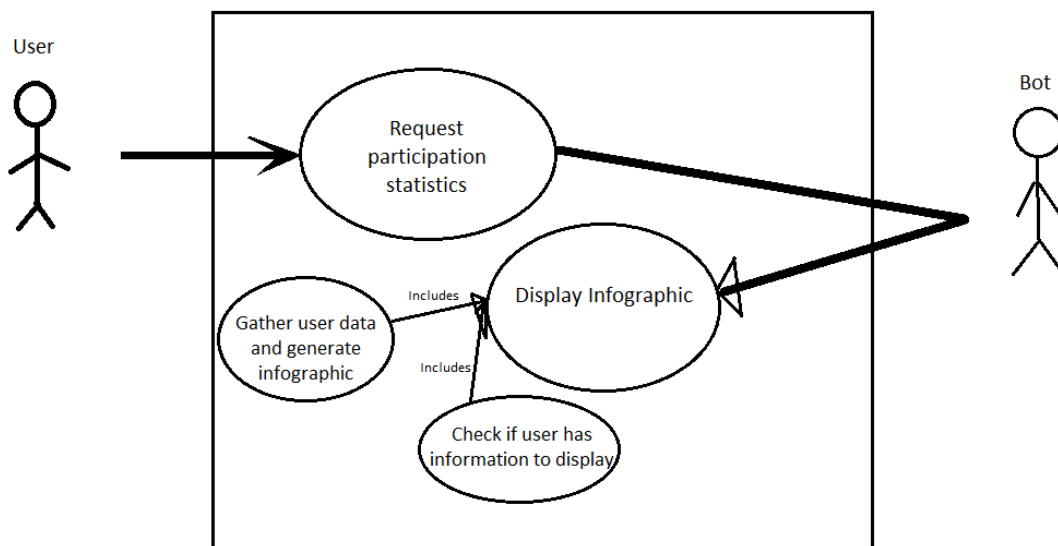 User
Bot
Request
participation
statistics
Display Infographic
Includes
Gather user data
and generate
infographic
Includes
Check if user has
information to display